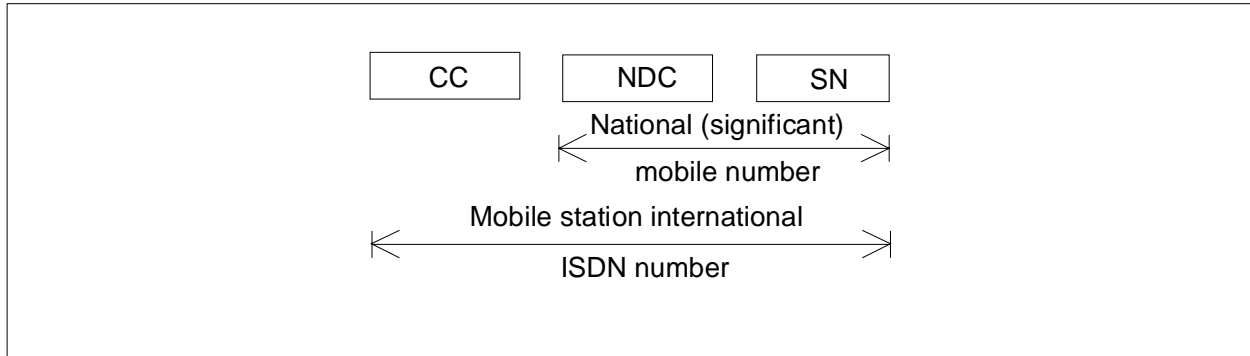 CC NDC SN
National (significant)
mobile number
Mobile station international
ISDN number